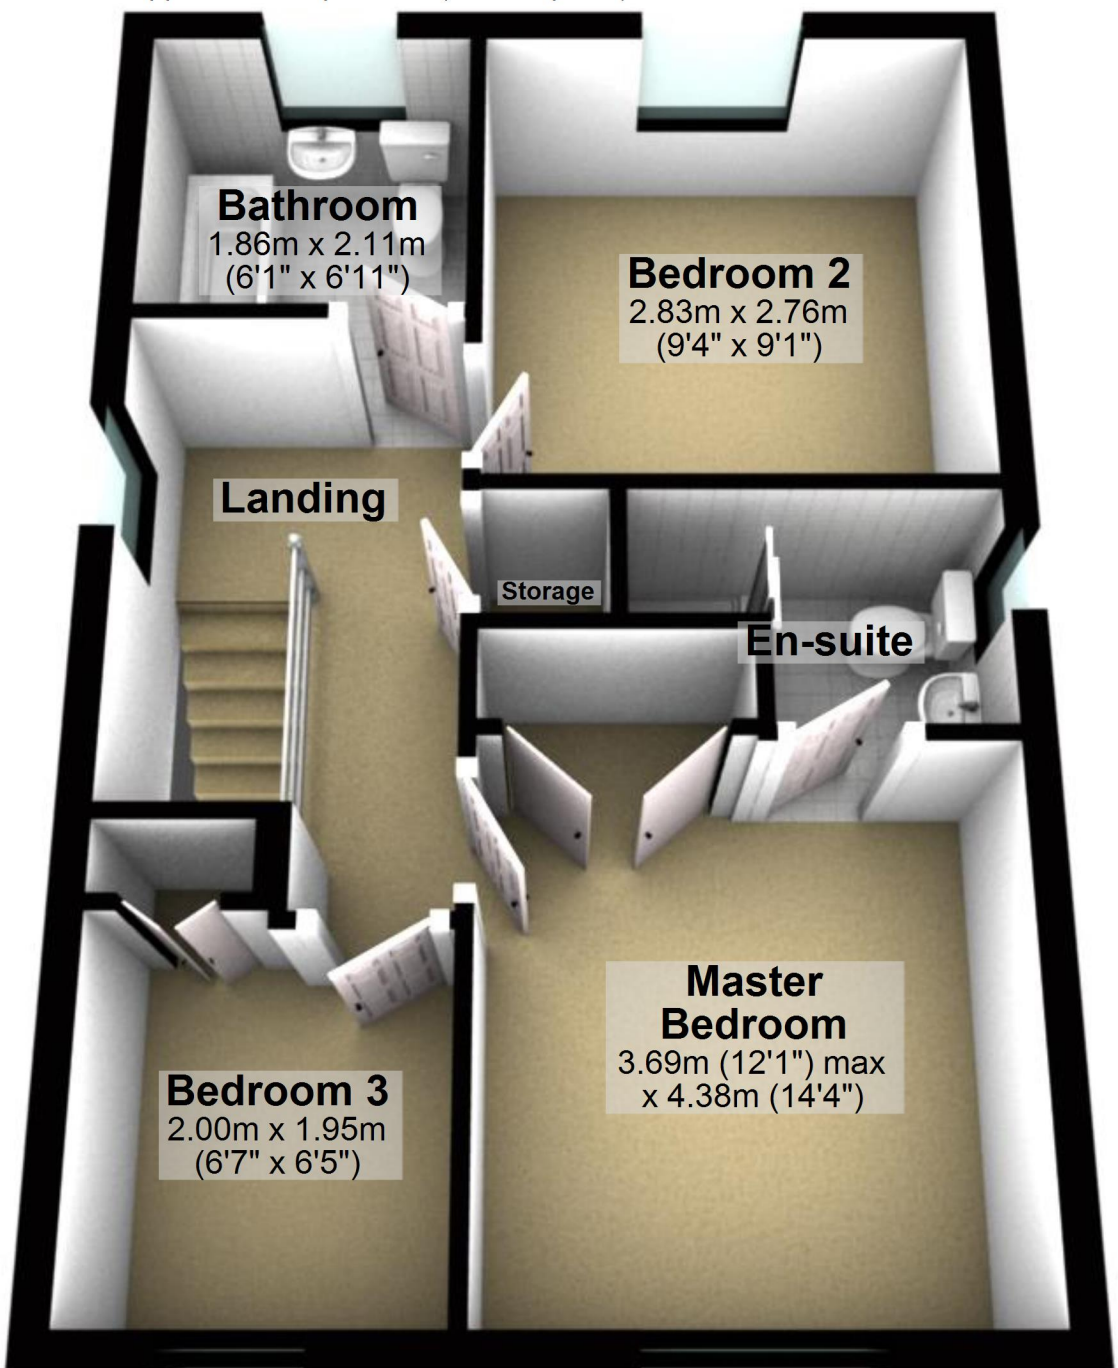 Bathroom
1.86m x 2.11m
(6'1" x 6'11")
Bedroom 2
2.83m x 2.76m
(9'4" x 9'1")
Landing
Storage
En-suite
Master
Bedroom
3.69m (12'1") max
x 4.38m (14'4")
Bedroom 3
2.00m x 1.95m
(6'7" x 6'5")